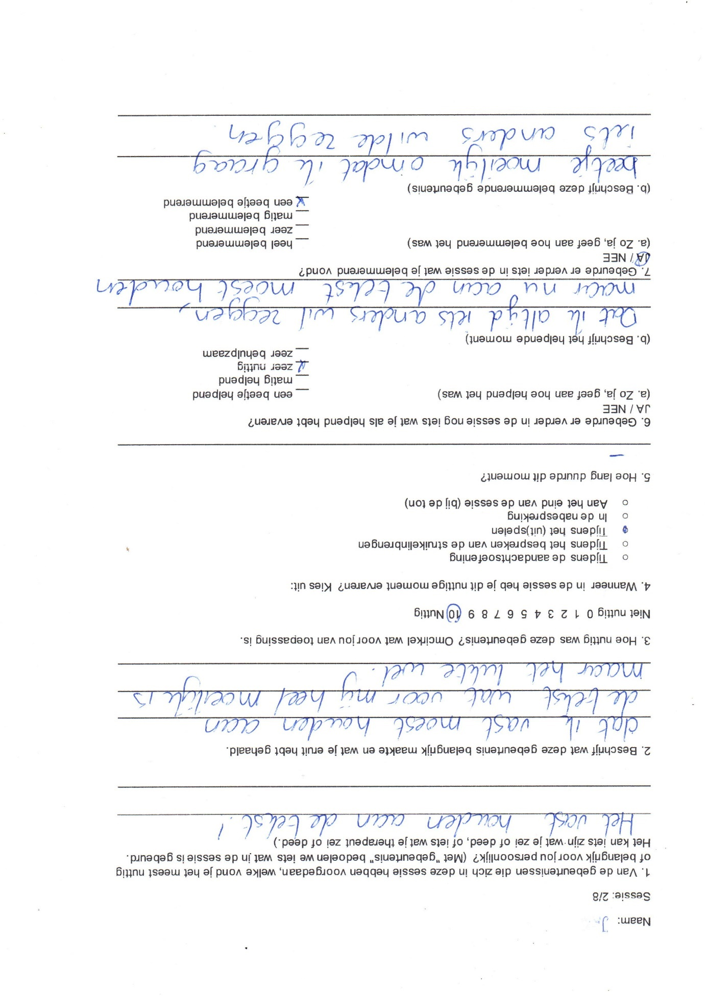 Naam: J
Sessie: 2/8
1. Van de gebeurtenissen die zich in deze sessie hebben voorgedaan, welke vond je het meest nuttig
of belangrijk voor jou persoonlijk? (Met "gebeurtenis" bedoelen we iets wat in de sessie is gebeurd.
Het kan iets zijn wat je zei of deed, of iets wat je therapeut zei of deed.)
Het vast houden aan de tekst!
2. Beschrijf wat deze gebeurtenis belangrijk maakte en wat je eruit hebt gehaald.
dat ik vast moest houden aan
de tekst wat voor mij heel moeilijk is
maar het lukte wel.
3. Hoe nuttig was deze gebeurtenis? Omcirkel wat voor jou van toepassing is.
Niet nuttig 0 1 2 3 4 5 6 7 8 9 10 Nuttig
4. Wanneer in de sessie heb je dit nuttige moment ervaren? Kies uit:
○ Tijdens de aandachtsoefening
○ Tijdens het bespreken van de struikelinbrengen
● Tijdens het (uit)spelen
○ In de nabespreking
○ Aan het eind van de sessie (bij de ton)
5. Hoe lang duurde dit moment?
–
6. Gebeurde er verder in de sessie nog iets wat je als helpend hebt ervaren?
JA / NEE
(a. Zo ja, geef aan hoe helpend het was) __ een beetje helpend
__ matig helpend
x zeer nuttig
__ zeer behulpzaam
(b. Beschrijf het helpende moment)
Dat ik altijd iets anders wil zeggen,
maar nu aan de tekst moest houden
7. Gebeurde er verder iets in de sessie wat je belemmerend vond?
JA / NEE
(a. Zo ja, geef aan hoe belemmerend het was) __ heel belemmerend
__ zeer belemmerend
__ matig belemmerend
x een beetje belemmerend
(b. Beschrijf deze belemmerende gebeurtenis)
beetje moeilijk omdat ik graag
iets anders wilde zeggen